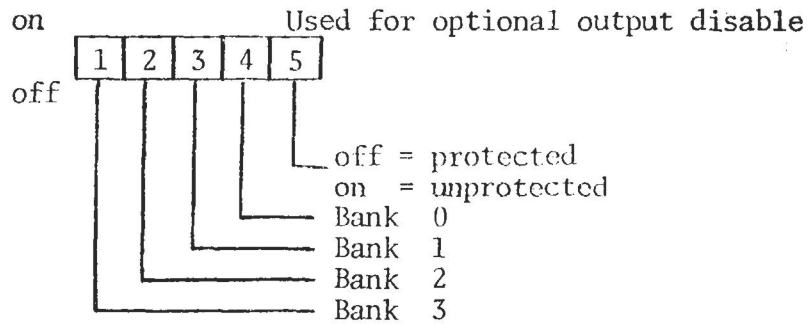 on Used for optional output disable
1 2 3 4 5
off
off = protected
on = unprotected
Bank 0
Bank 1
Bank 2
Bank 3